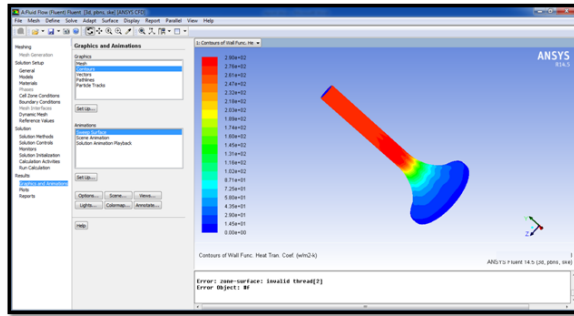 A:Fluid Flow (Fluent) Fluent [3d, pbns, ske] [ANSYS CFD]
File Mesh Define Solve Adapt Surface Display Report Parallel View Help
Meshing
Mesh Generation
Solution Setup
General
Models
Materials
Phases
Cell Zone Conditions
Boundary Conditions
Mesh Interfaces
Dynamic Mesh
Reference Values
Solution
Solution Methods
Solution Controls
Monitors
Solution Initialization
Calculation Activities
Run Calculation
Results
Graphics and Animations
Plots
Reports
Graphics and Animations
Graphics
Mesh
Contours
Vectors
Pathlines
Particle Tracks
Set Up...
Animations
Sweep Surface
Scene Animation
Solution Animation Playback
Set Up...
Options... Scene... Views...
Lights... Colormap... Annotate...
Help
1: Contours of Wall Func. He
2.90e+02
2.76e+02
2.61e+02
2.47e+02
2.32e+02
2.18e+02
2.03e+02
1.89e+02
1.74e+02
1.60e+02
1.45e+02
1.31e+02
1.16e+02
1.02e+02
8.71e+01
7.25e+01
5.80e+01
4.35e+01
2.90e+01
1.45e+01
0.00e+00
ANSYS
R14.5
Y
X
Z
Contours of Wall Func. Heat Tran. Coef. (w/m2-k)
ANSYS Fluent 14.5 (3d, pbns, ske)
Error: zone-surface: invalid thread[2]
Error Object: #f